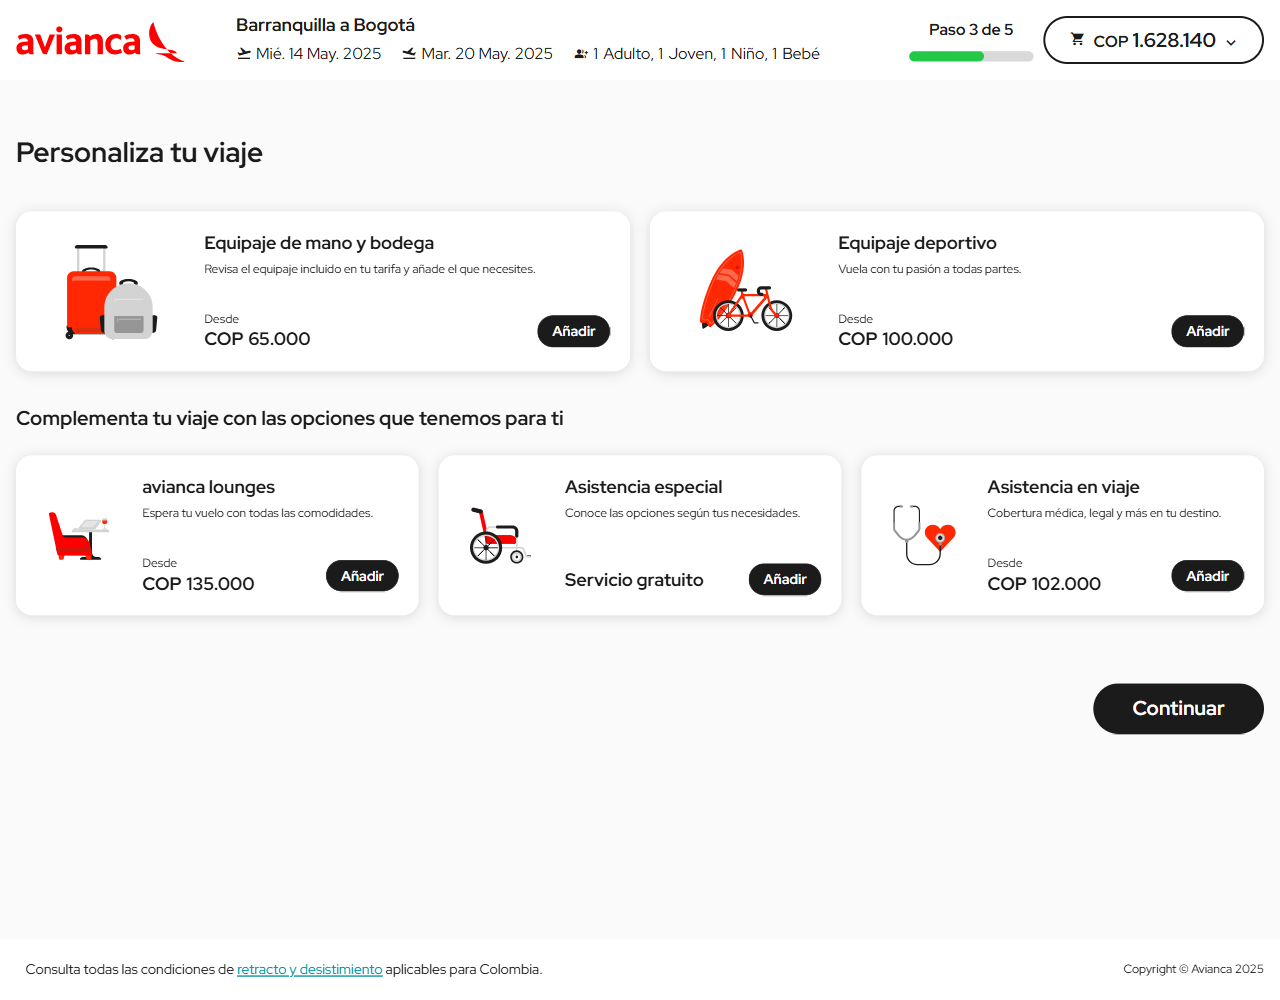 avianca
Barranquilla a Bogotá
Mié. 14 May. 2025 Mar. 20 May. 2025 1 Adulto, 1 Joven, 1 Niño, 1 Bebé
Paso 3 de 5
COP 1.628.140
Personaliza tu viaje
Equipaje de mano y bodega
Revisa el equipaje incluido en tu tarifa y añade el que necesites.
Desde
COP 65.000
Añadir
Equipaje deportivo
Vuela con tu pasión a todas partes.
Desde
COP 100.000
Añadir
Complementa tu viaje con las opciones que tenemos para ti
avianca lounges
Espera tu vuelo con todas las comodidades.
Desde
COP 135.000
Añadir
Asistencia especial
Conoce las opciones según tus necesidades.
Servicio gratuito
Añadir
Asistencia en viaje
Cobertura médica, legal y más en tu destino.
Desde
COP 102.000
Añadir
Continuar
Consulta todas las condiciones de retracto y desistimiento aplicables para Colombia.
Copyright © Avianca 2025